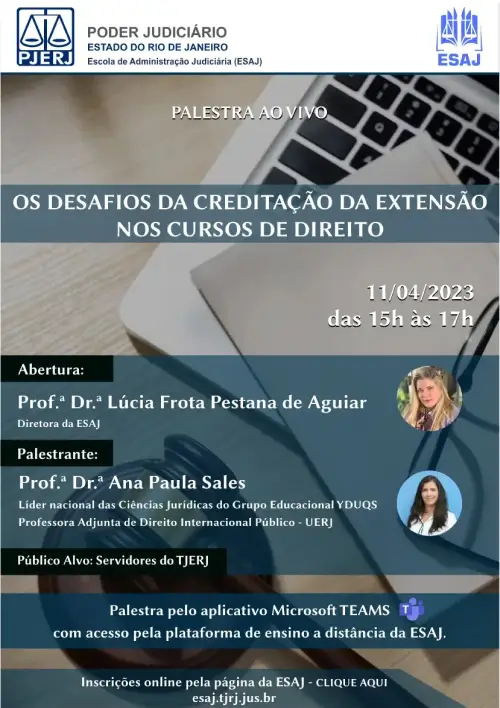 PJERJ
PODER JUDICIÁRIO
ESTADO DO RIO DE JANEIRO
Escola de Administração Judiciária (ESAJ)
ESAJ
PALESTRA AO VIVO
OS DESAFIOS DA CREDITAÇÃO DA EXTENSÃO
NOS CURSOS DE DIREITO
11/04/2023
das 15h às 17h
Abertura:
Prof.ª Dr.ª Lúcia Frota Pestana de Aguiar
Diretora da ESAJ
Palestrante:
Prof.ª Dr.ª Ana Paula Sales
Líder nacional das Ciências Jurídicas do Grupo Educacional YDUQS
Professora Adjunta de Direito Internacional Público - UERJ
Público Alvo: Servidores do TJERJ
Palestra pelo aplicativo Microsoft TEAMS
com acesso pela plataforma de ensino a distância da ESAJ.
Inscrições online pela página da ESAJ - CLIQUE AQUI
esaj.tjrj.jus.br